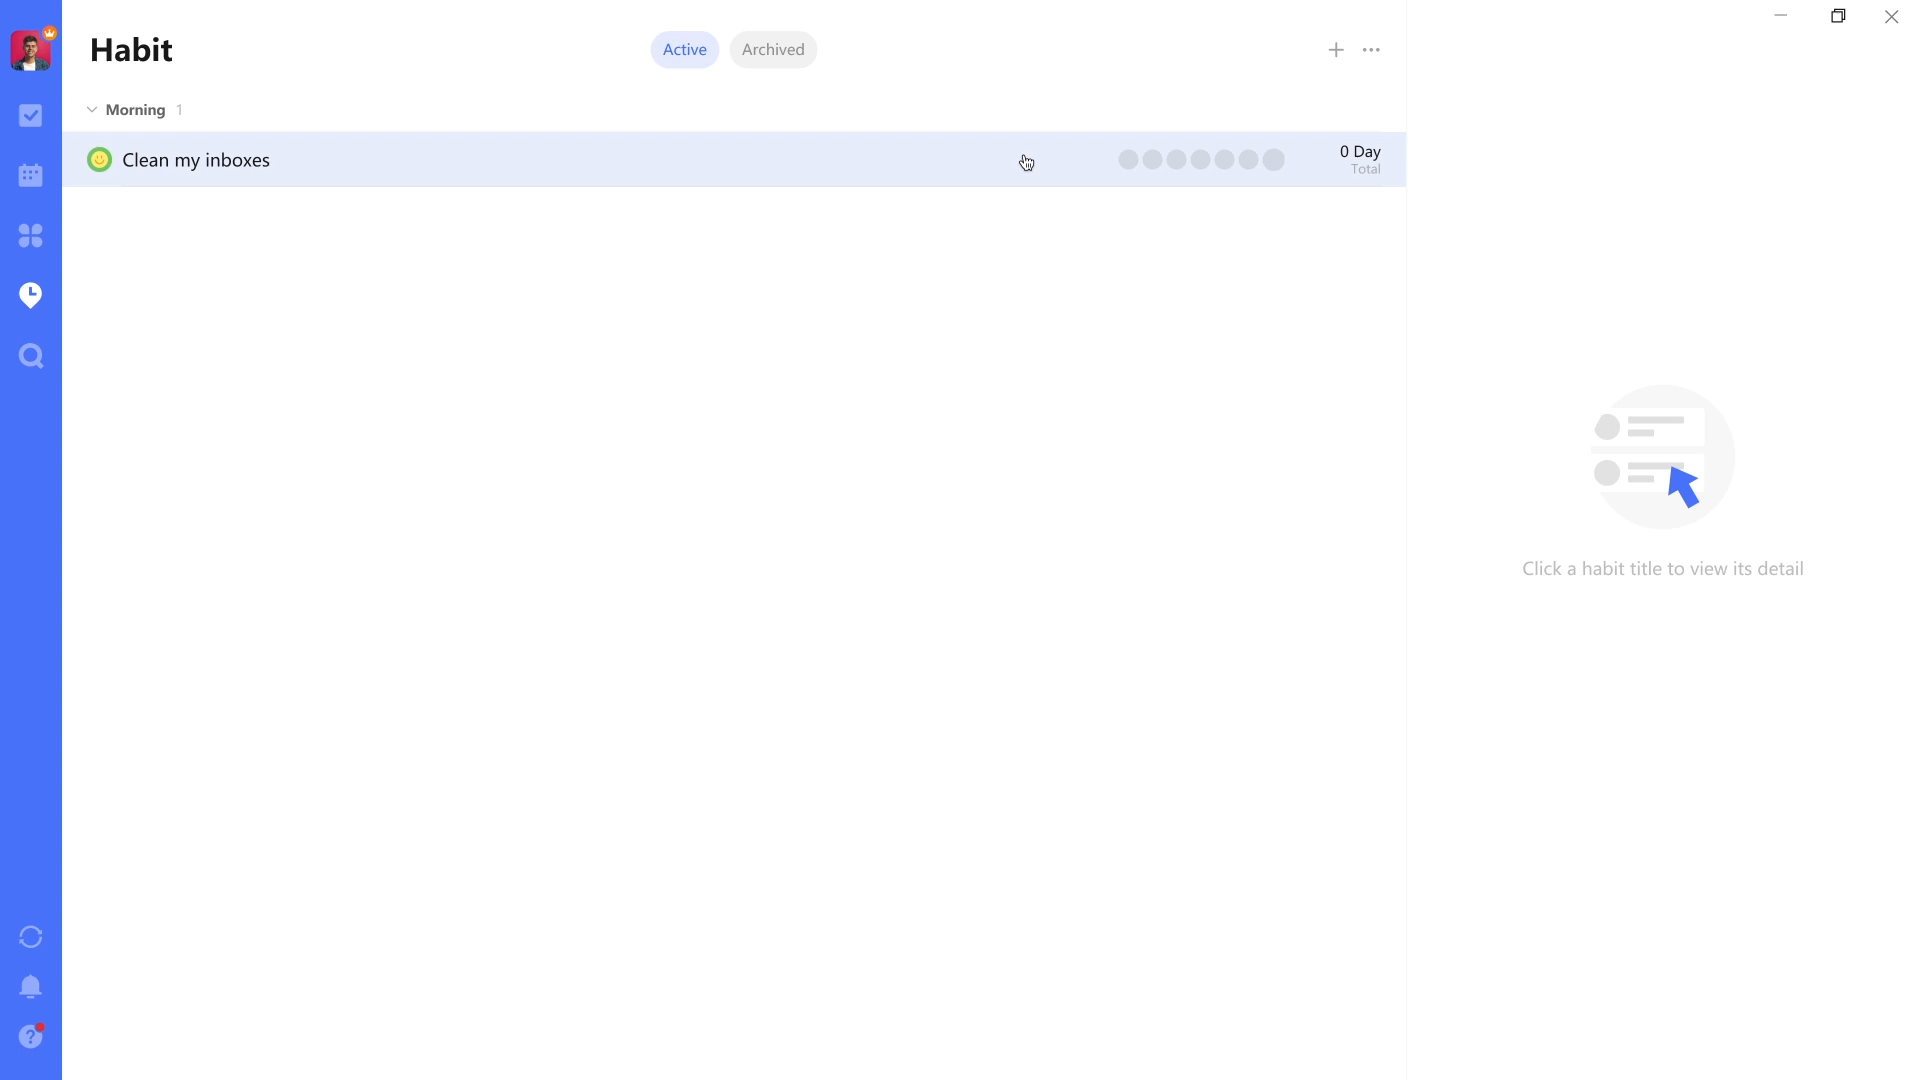 Habit
Active
Archived
Morning 1
Clean my inboxes
0 Day
Total
Click a habit title to view its detail
?